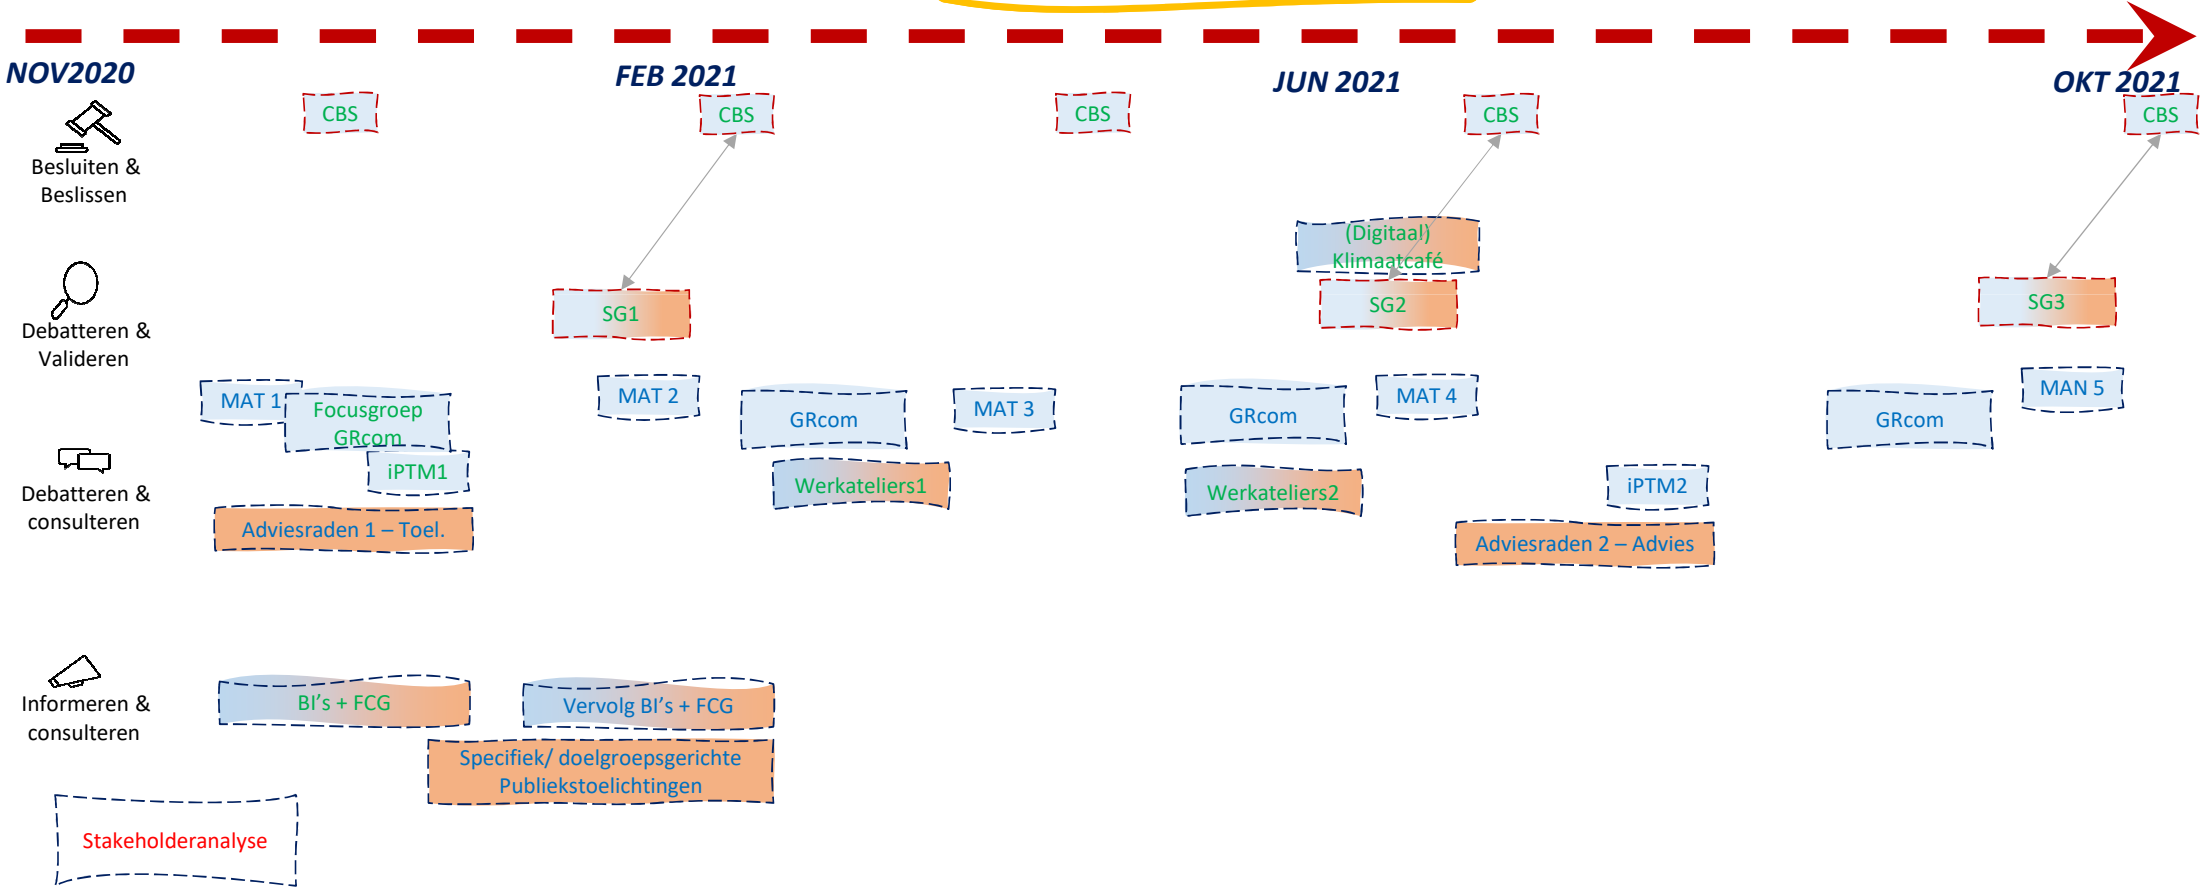 NOV2020
FEB 2021
JUN 2021
OKT 2021
CBS
CBS
CBS
CBS
CBS
Besluiten &
Beslissen
(Digitaal)
Klimaatcafé
SG1
SG2
SG3
Debatteren &
Valideren
MAT 1
Focusgroep
GRcom
iPTM1
MAT 2
GRcom
MAT 3
GRcom
MAT 4
GRcom
MAN 5
Debatteren &
consulteren
Werkateliers1
Werkateliers2
iPTM2
Adviesraden 1 – Toel.
Adviesraden 2 – Advies
Informeren &
consulteren
BI's + FCG
Vervolg BI's + FCG
Specifiek/ doelgroepsgerichte
Publiekstoelichtingen
Stakeholderanalyse